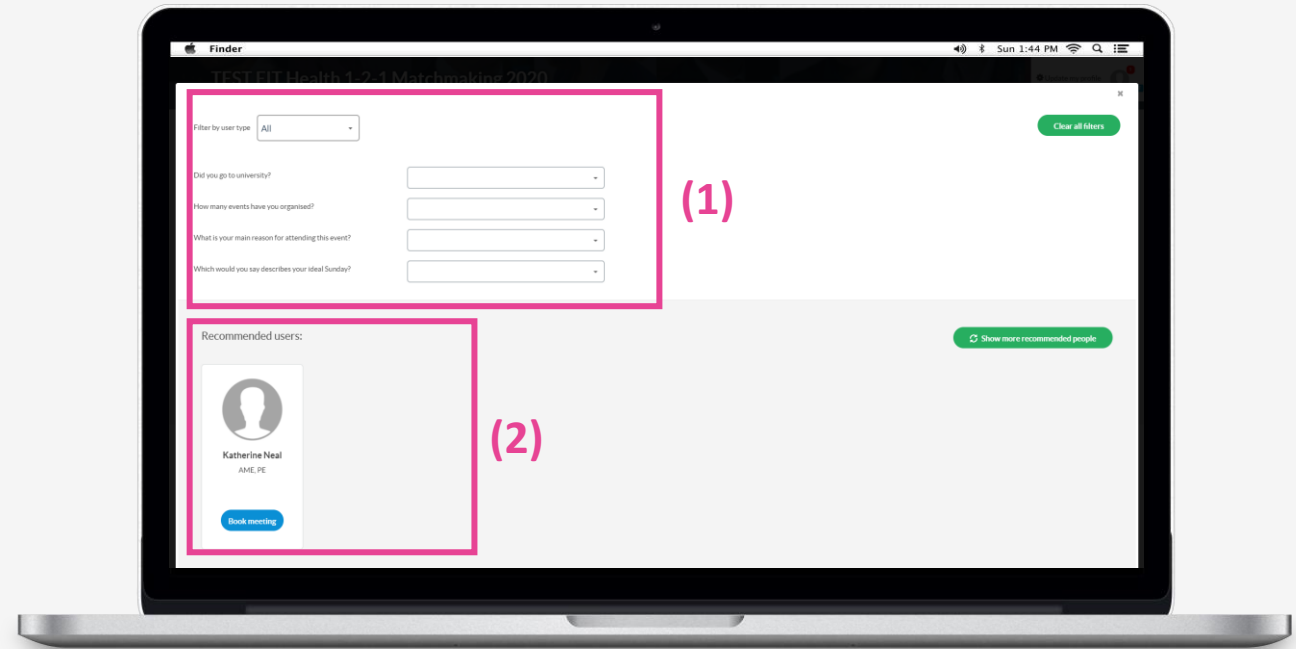 Finder
Sun 1:44 PM
TEST FIT Health 1-2-1 Matchmaking 2020
Filter by user type
All
Clear all filters
Did you go to university?
How many events have you organised?
What is your main reason for attending this event?
Which would you say describes your ideal Sunday?
(1)
Recommended users:
Show more recommended people
Katherine Neal
AME, PE
Book meeting
(2)